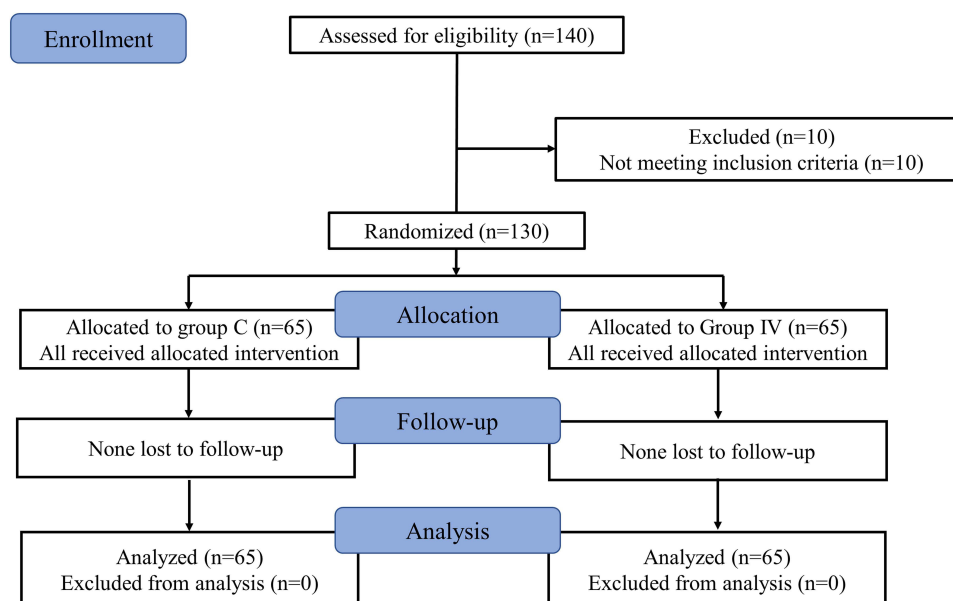 Enrollment
Assessed for eligibility (n=140)
Excluded (n=10)
Not meeting inclusion criteria (n=10)
Randomized (n=130)
Allocation
Allocated to group C (n=65)
All received allocated intervention
Allocated to Group IV (n=65)
All received allocated intervention
Follow-up
None lost to follow-up
None lost to follow-up
Analysis
Analyzed (n=65)
Excluded from analysis (n=0)
Analyzed (n=65)
Excluded from analysis (n=0)